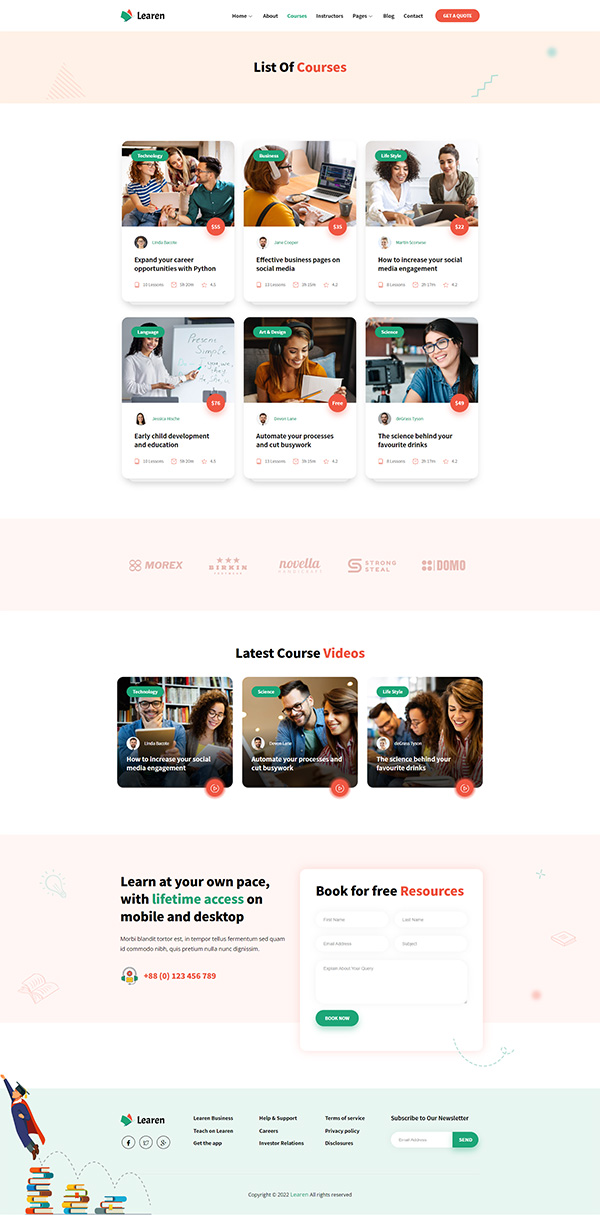 Learen
Home
About
Courses
Instructors
Pages
Blog
Contact
GET A QUOTE
List Of Courses
Technology
$55
Linda Bacote
Expand your career
opportunities with Python
10 Lessons
5h 20m
4.5
Business
$35
Jane Cooper
Effective business pages on
social media
13 Lessons
3h 15m
4.2
Life Style
$22
Martin Scorsese
How to increase your social
media engagement
8 Lessons
2h 17m
4.2
Language
$76
Jessica Mache
Early child development
and education
10 Lessons
5h 20m
4.5
Art & Design
Free
Devon Lane
Automate your processes
and cut busywork
13 Lessons
3h 15m
4.2
Science
$49
deGrass Tyson
The science behind your
favourite drinks
8 Lessons
2h 17m
4.2
MOREX
BIRKIN
novella
STRONG
STEAL
DOMO
Latest Course Videos
Technology
Linda Bacote
How to increase your social
media engagement
Science
Devon Lane
Automate your processes and
cut busywork
Life Style
deGrass Tyson
The science behind your
favourite drinks
Learn at your own pace,
with lifetime access on
mobile and desktop
Morbi blandit tortor est, in tempor tellus fermentum sed quam
id commodo nibh, quis pretium nulla nunc dignissim.
+88 (0) 123 456 789
Book for free Resources
First Name
Last Name
Email Address
Subject
Explain About Your Query
BOOK NOW
Learen
Learen Business
Teach on Learen
Get the app
Help & Support
Careers
Investor Relations
Terms of service
Privacy policy
Disclosures
Subscribe to Our Newsletter
Email Address
SEND
Copyright © 2022 Learen All rights reserved